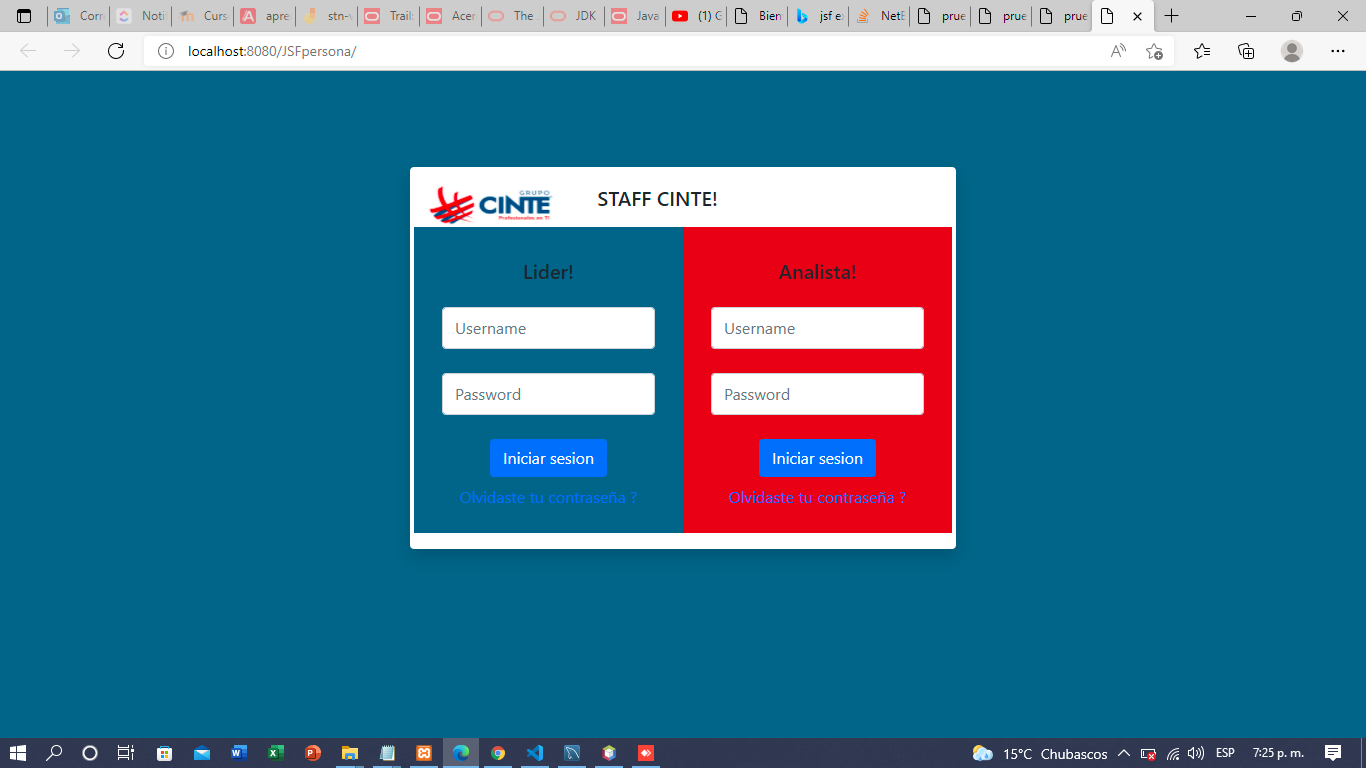 Corr
Noti
Curs
apre
stn-v
Trails
Acer
The J
JDK
Java
(1) G
Bien
jsf e
NetB
prue
prue
prue
localhost:8080/JSFpersona/
GRUPO
CINTE
Profesionales en TI
STAFF CINTE!
Lider!
Username
Password
Iniciar sesion
Olvidaste tu contraseña ?
Analista!
Username
Password
Iniciar sesion
Olvidaste tu contraseña ?
15°C Chubascos
ESP
7:25 p. m.